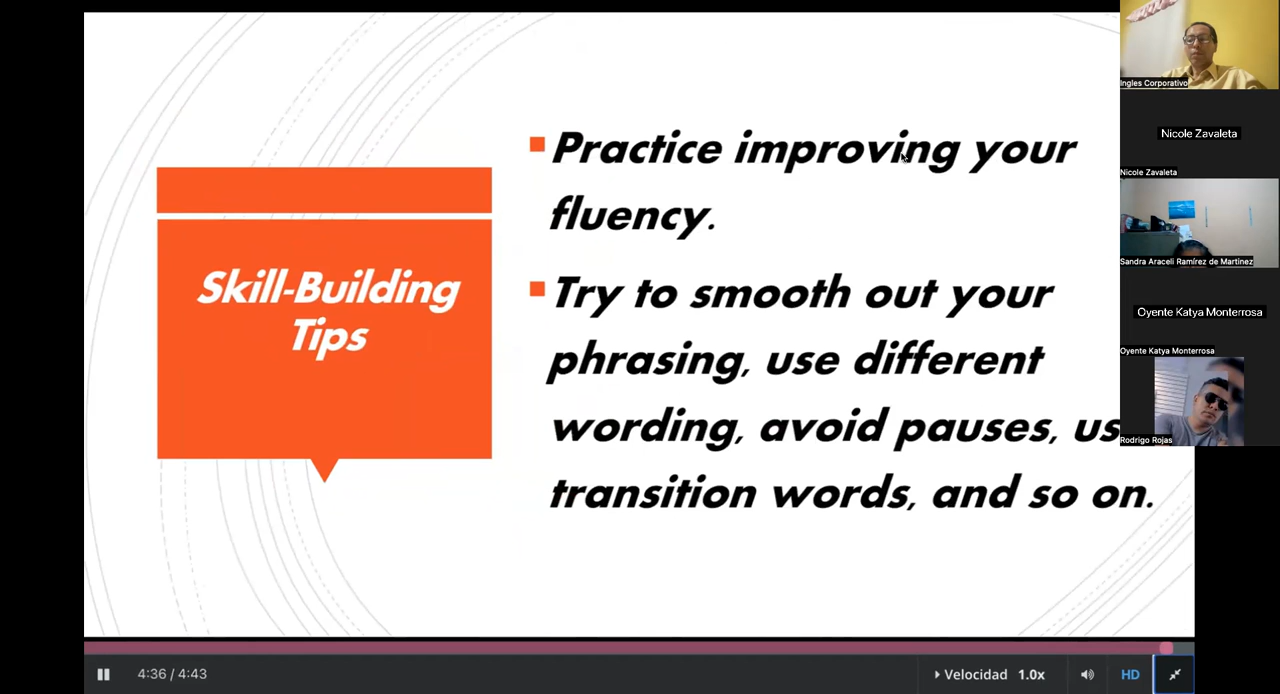 Skill-Building
Tips
Practice improving your
fluency.
Try to smooth out your
phrasing, use different
wording, avoid pauses, us
transition words, and so on.
Ingles Corporativo
Nicole Zavaleta
Nicole Zavaleta
Sandra Araceli Ramírez de Martinez
Oyente Katya Monterrosa
Oyente Katya Monterrosa
Rodrigo Rojas
4:36 / 4:43
Velocidad 1.0x
HD